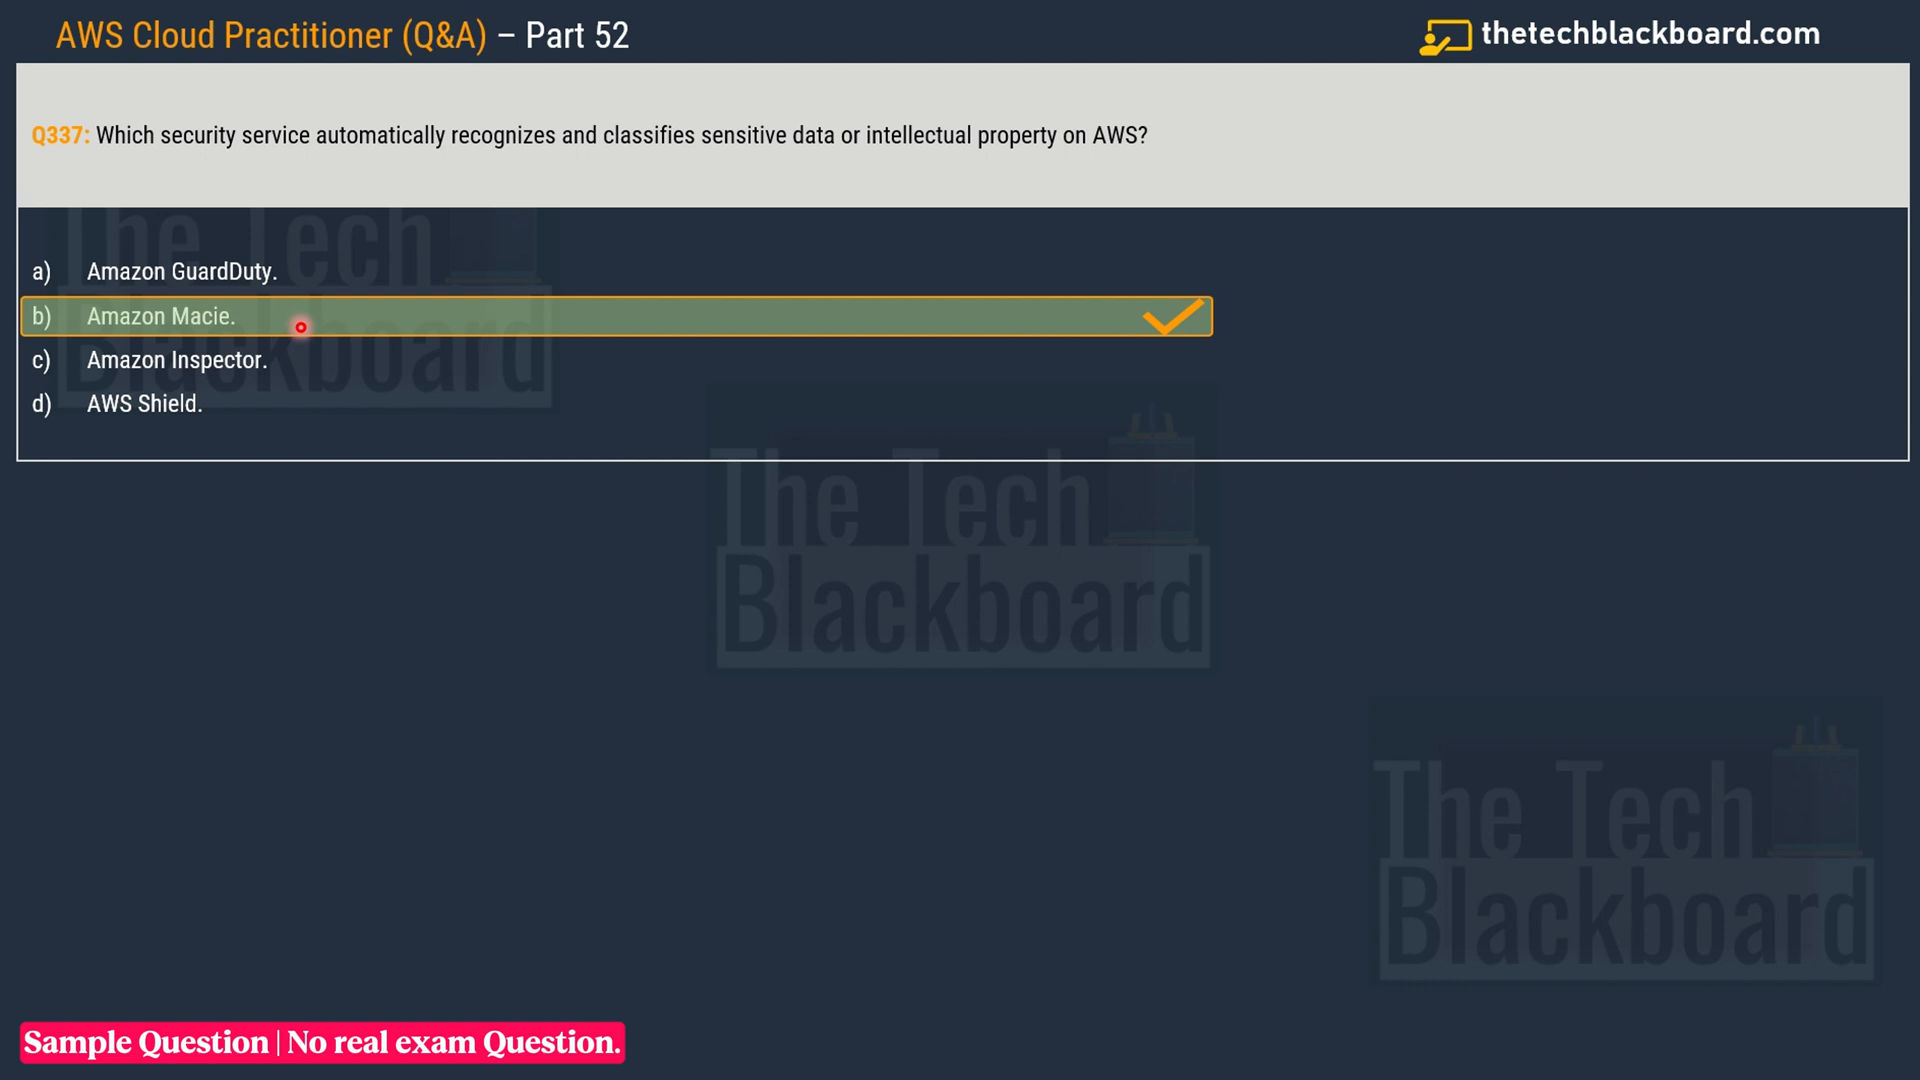 AWS Cloud Practitioner (Q&A) – Part 52
thetechblackboard.com
Q337: Which security service automatically recognizes and classifies sensitive data or intellectual property on AWS?
a) Amazon GuardDuty.
b) Amazon Macie.
c) Amazon Inspector.
d) AWS Shield.
The Tech
Blackboard
The Tech
Blackboard
The Tech
Blackboard
Sample Question | No real exam Question.